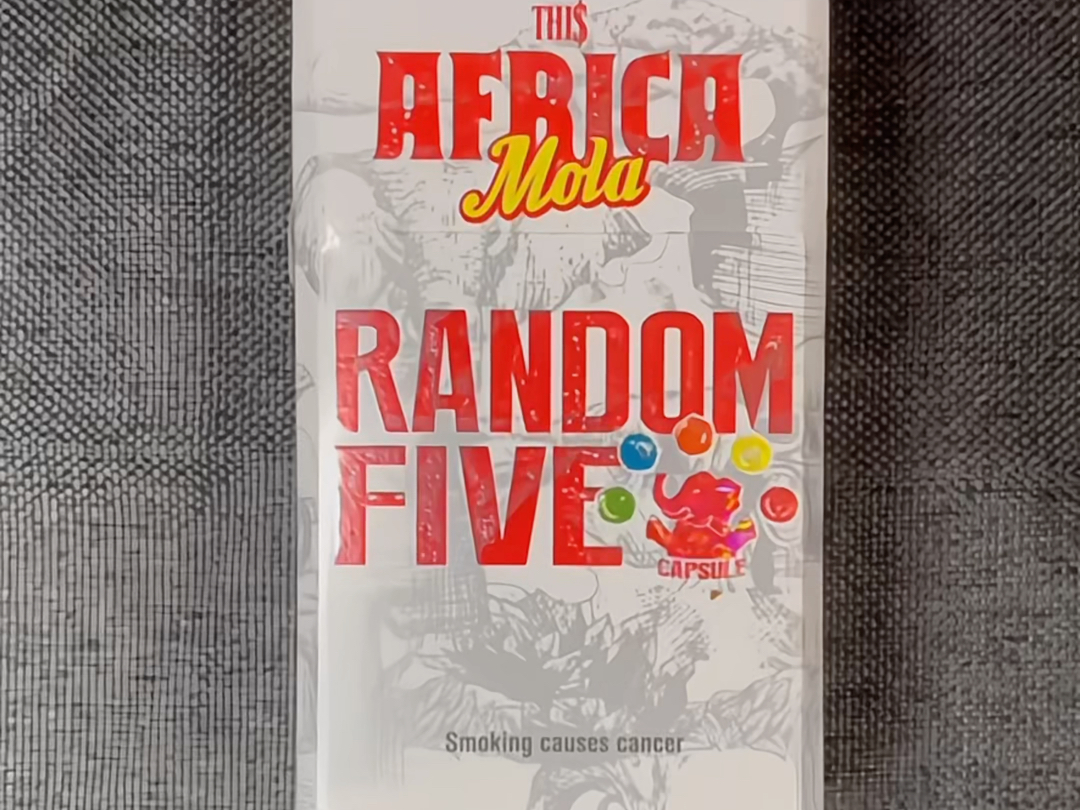 THI$
AFRICA
Mola
RANDOM
FIVE
CAPSULE
Smoking causes cancer